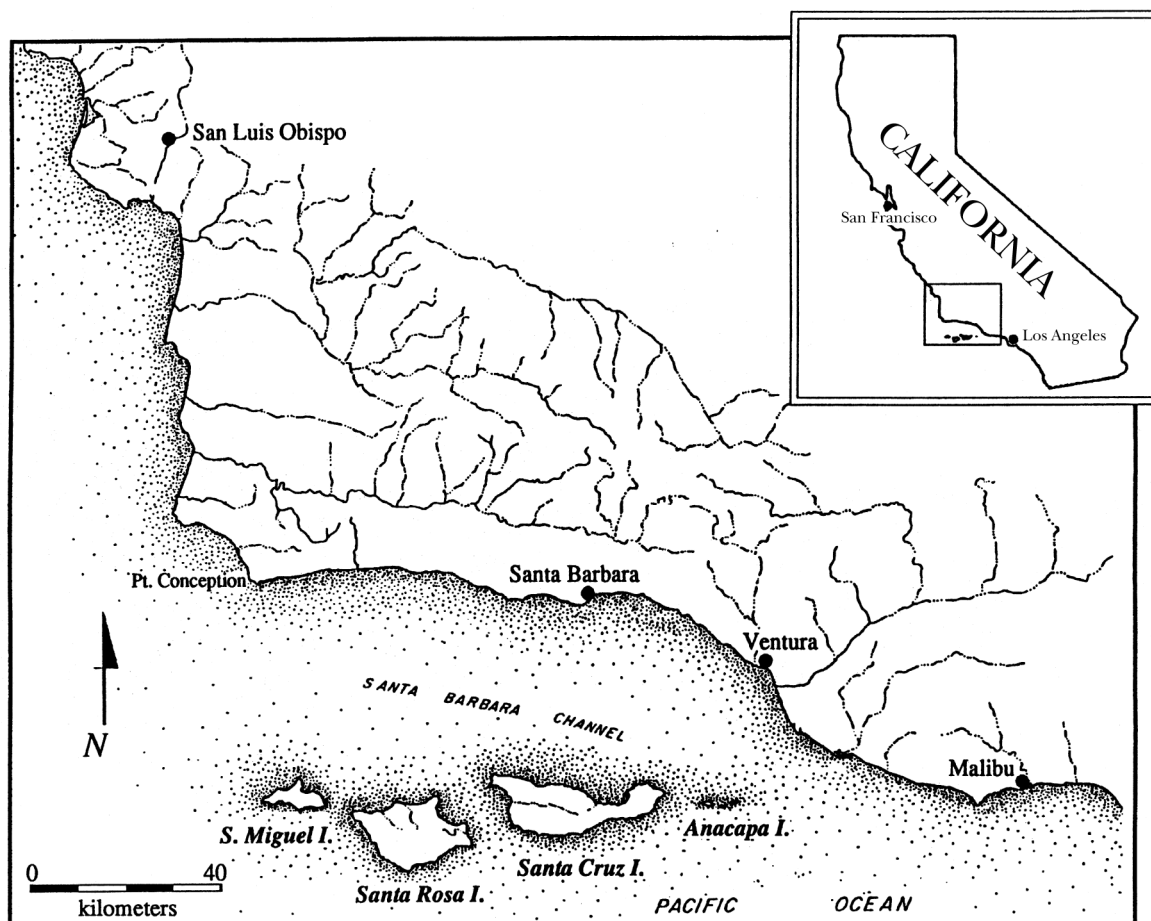 San Luis Obispo
CALIFORNIA
San Francisco
Los Angeles
Pt. Conception
Santa Barbara
Ventura
N
SANTA BARBARA CHANNEL
Malibu
S. Miguel I.
Santa Rosa I.
Santa Cruz I.
Anacapa I.
0 40
kilometers
PACIFIC OCEAN